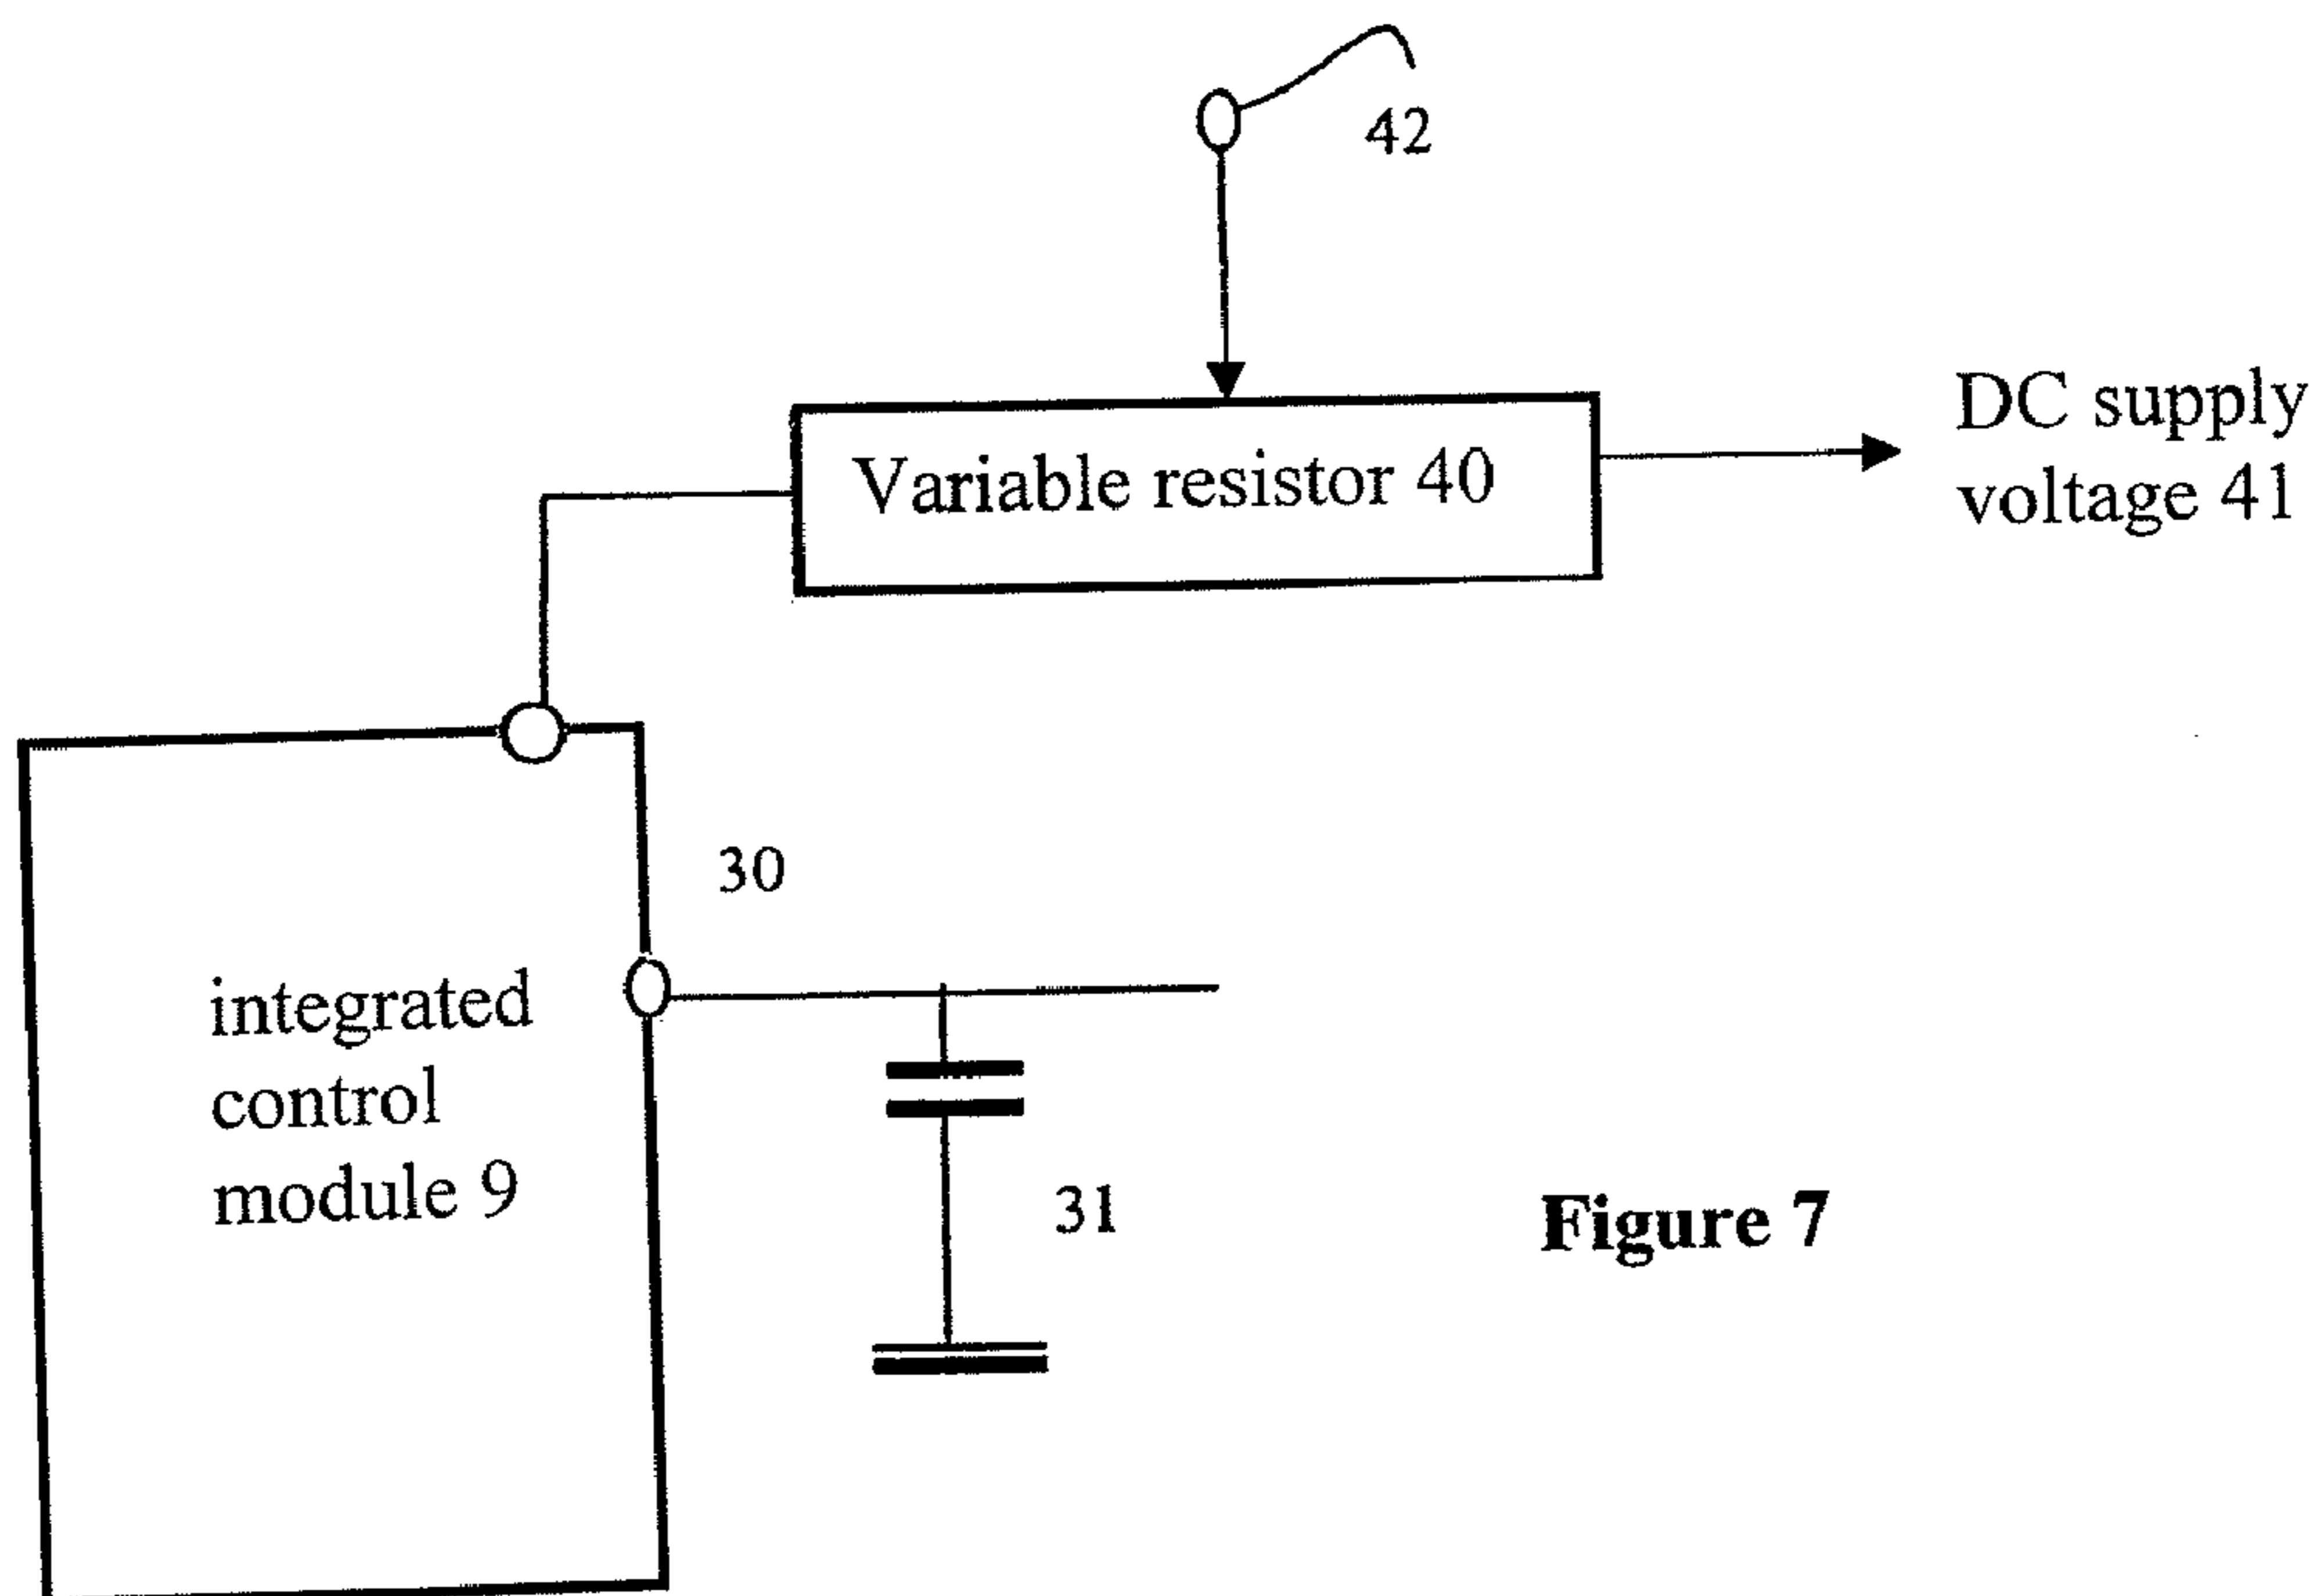 42
Variable resistor 40
DC supply
voltage 41
30
integrated
control
module 9
31
Figure 7